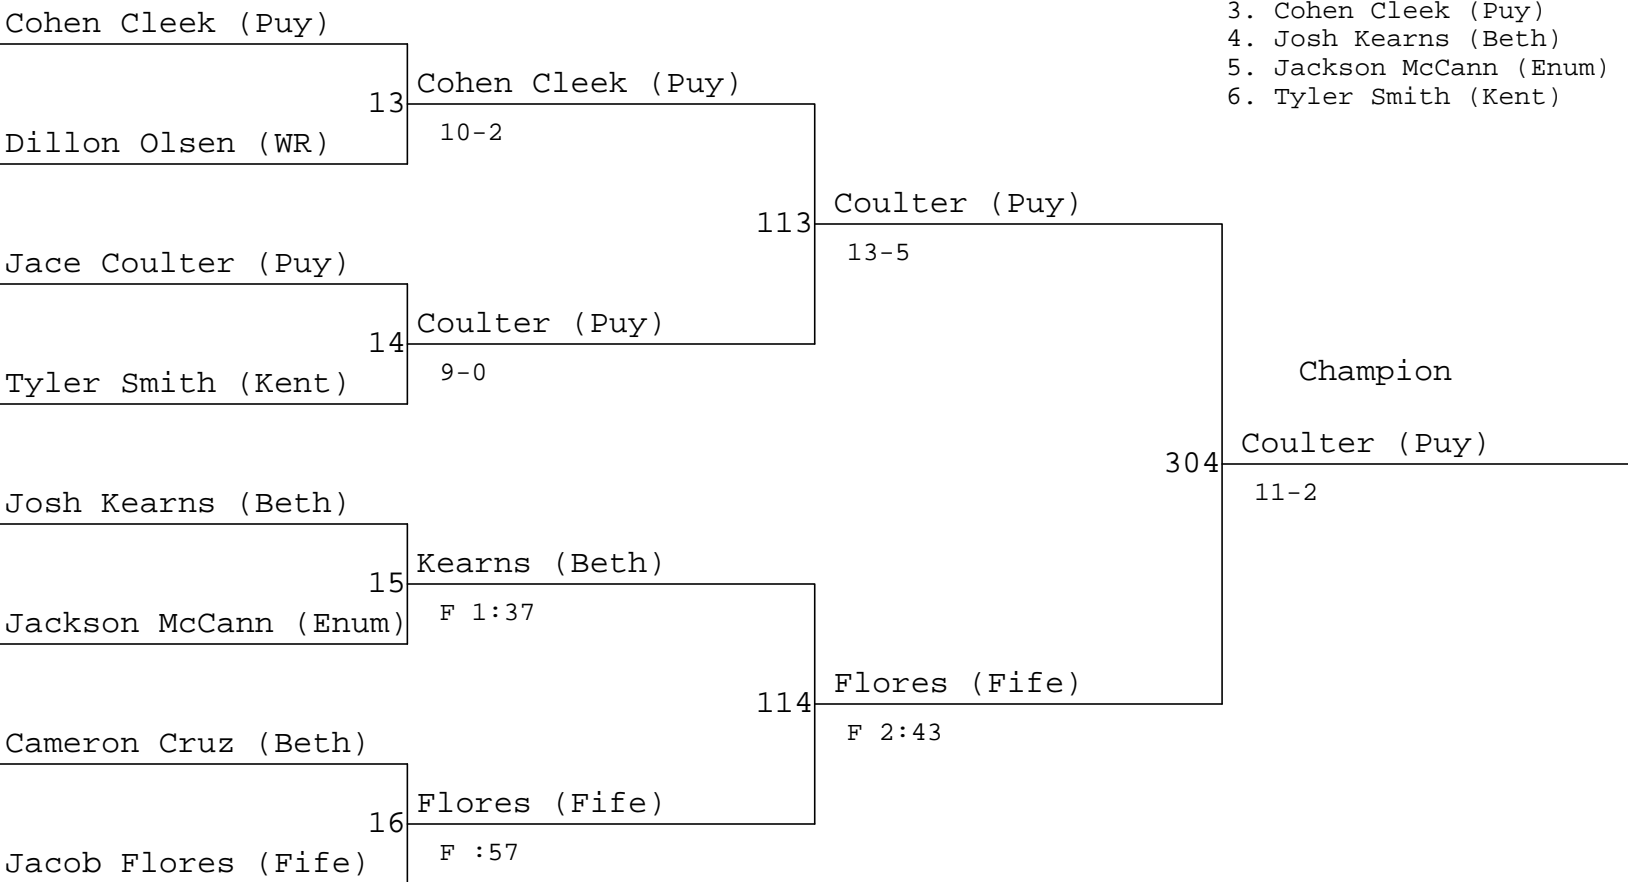 3. Cohen Cleek (Puy)
4. Josh Kearns (Beth)
5. Jackson McCann (Enum)
6. Tyler Smith (Kent)
Cohen Cleek (Puy)
13
Cohen Cleek (Puy)
10-2
Dillon Olsen (WR)
113
Coulter (Puy)
13-5
Jace Coulter (Puy)
14
Coulter (Puy)
9-0
Tyler Smith (Kent)
Champion
304
Coulter (Puy)
11-2
Josh Kearns (Beth)
15
Kearns (Beth)
F 1:37
Jackson McCann (Enum)
114
Flores (Fife)
F 2:43
Cameron Cruz (Beth)
16
Flores (Fife)
F :57
Jacob Flores (Fife)